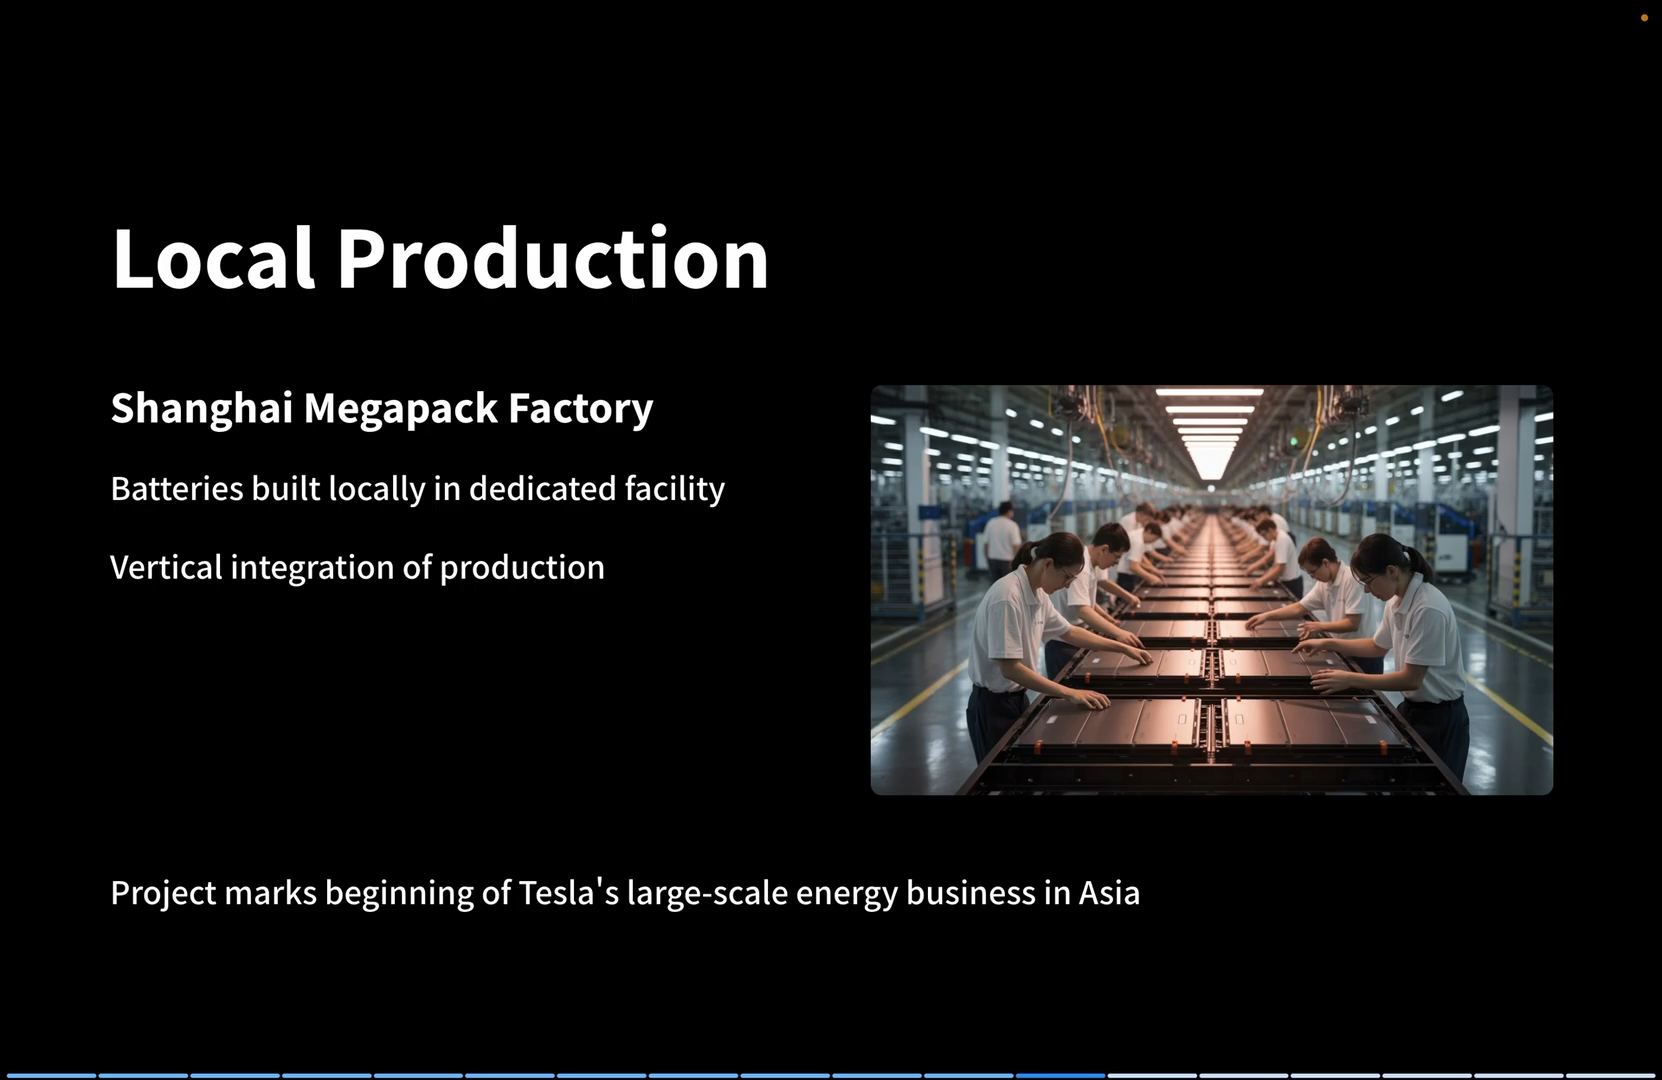 Local Production
Shanghai Megapack Factory
Batteries built locally in dedicated facility
Vertical integration of production
Project marks beginning of Tesla's large-scale energy business in Asia